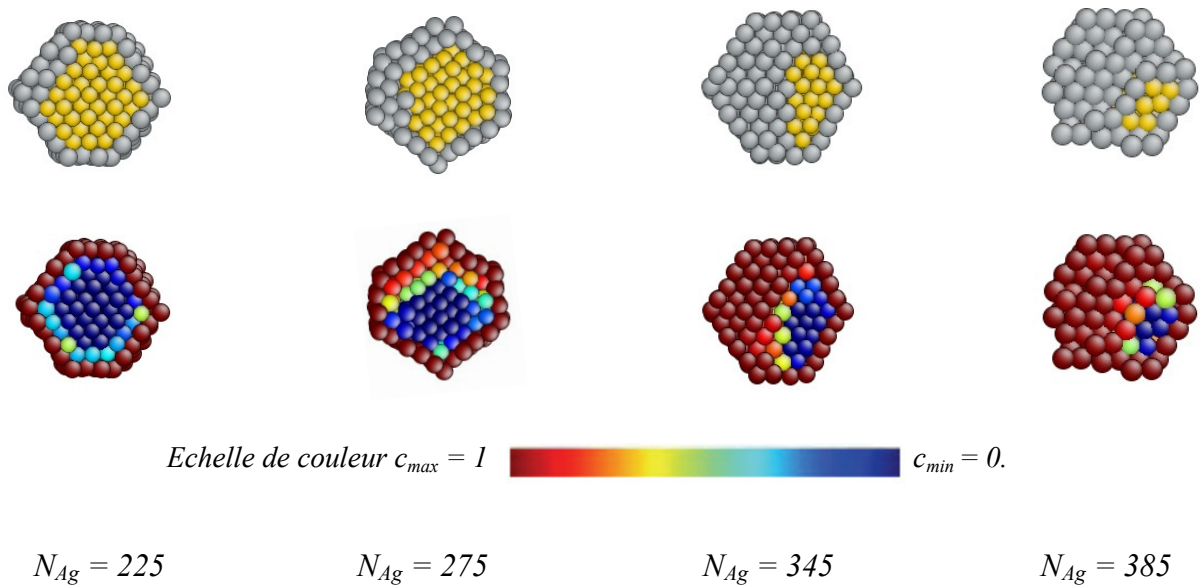 Echelle de couleur c_max = 1 c_min = 0.
N_Ag = 225 N_Ag = 275 N_Ag = 345 N_Ag = 385